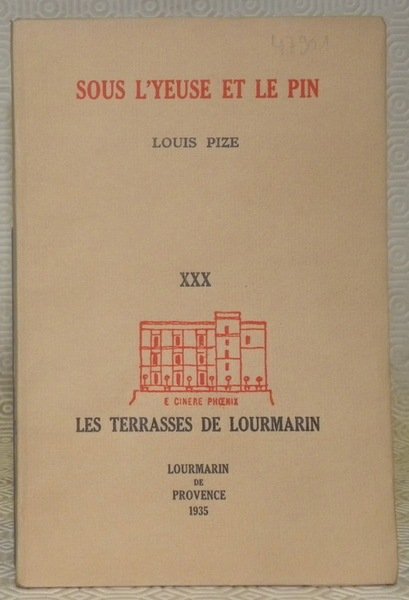 SOUS L'YEUSE ET LE PIN
LOUIS PIZE
XXX
E CINERE PHŒNIX
LES TERRASSES DE LOURMARIN
LOURMARIN
DE
PROVENCE
1935